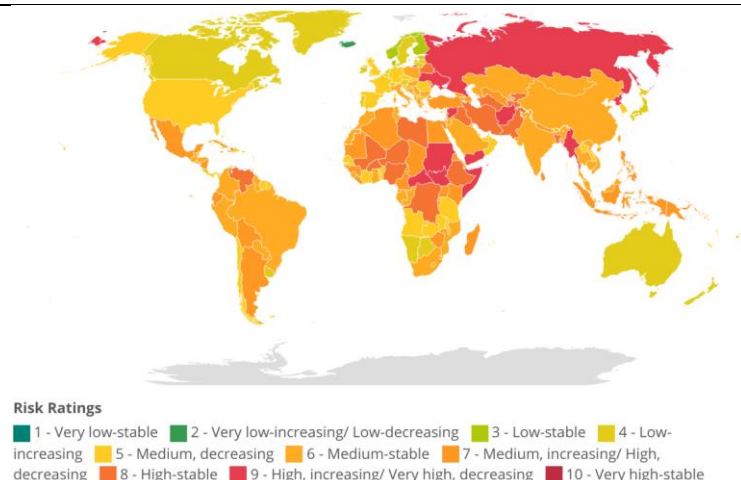 Risk Ratings
1 - Very low-stable 2 - Very low-increasing/ Low-decreasing 3 - Low-stable 4 - Low-
increasing 5 - Medium, decreasing 6 - Medium-stable 7 - Medium, increasing/ High,
decreasing 8 - High-stable 9 - High, increasing/ Very high, decreasing 10 - Very high-stable